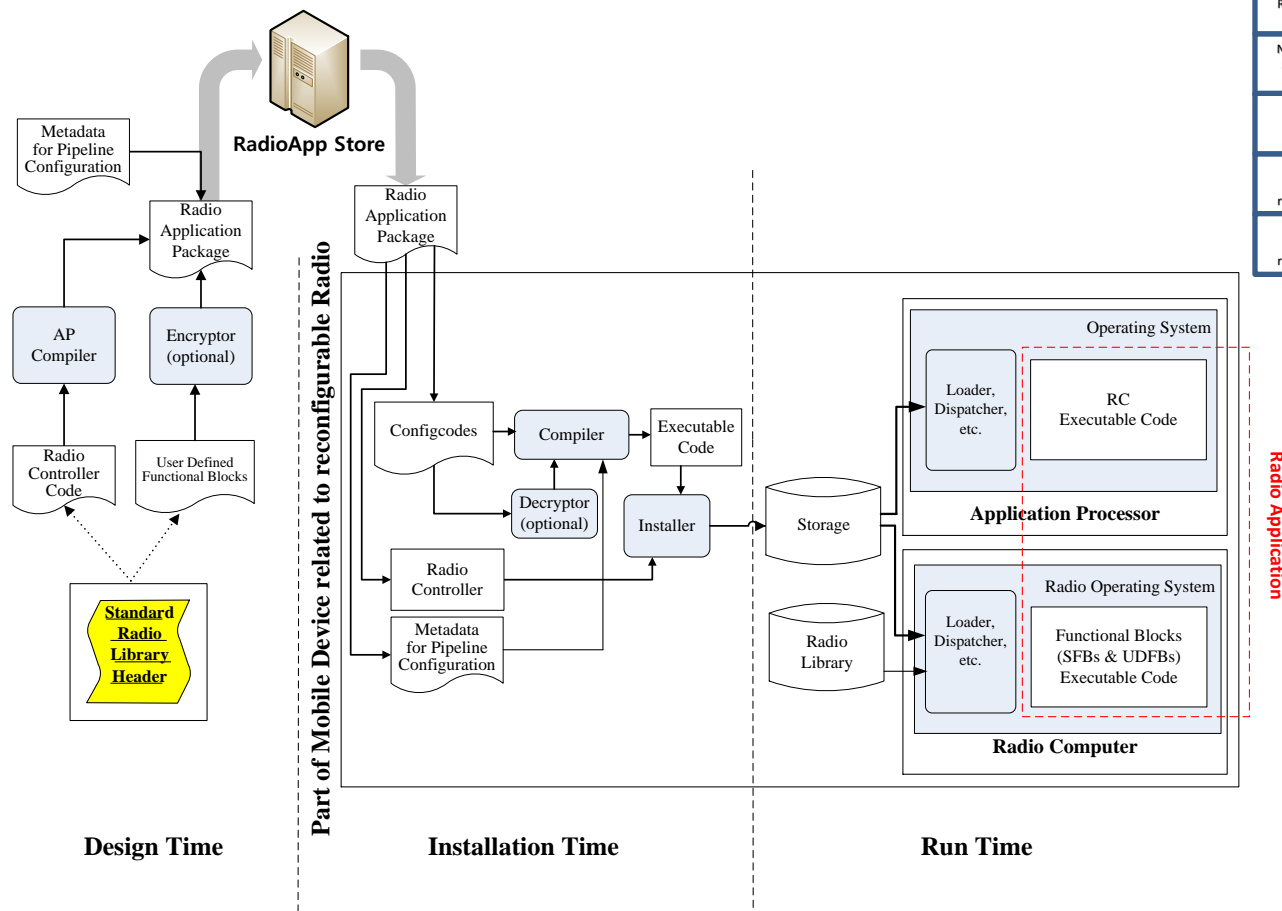 RadioApp Store
Metadata
for Pipeline
Configuration
Radio
Application
Package
AP
Compiler
Encryptor
(optional)
Radio
Controller
Code
User Defined
Functional Blocks
Standard
Radio
Library
Header
Design Time
Part of Mobile Device related to reconfigurable Radio
Radio
Application
Package
Configcodes
Compiler
Executable
Code
Decryptor
(optional)
Installer
Radio
Controller
Metadata
for Pipeline
Configuration
Installation Time
Storage
Radio
Library
Operating System
Loader,
Dispatcher,
etc.
RC
Executable Code
Application Processor
Radio Operating System
Loader,
Dispatcher,
etc.
Functional Blocks
(SFBs & UDFBs)
Executable Code
Radio Computer
Radio Application
Run Time